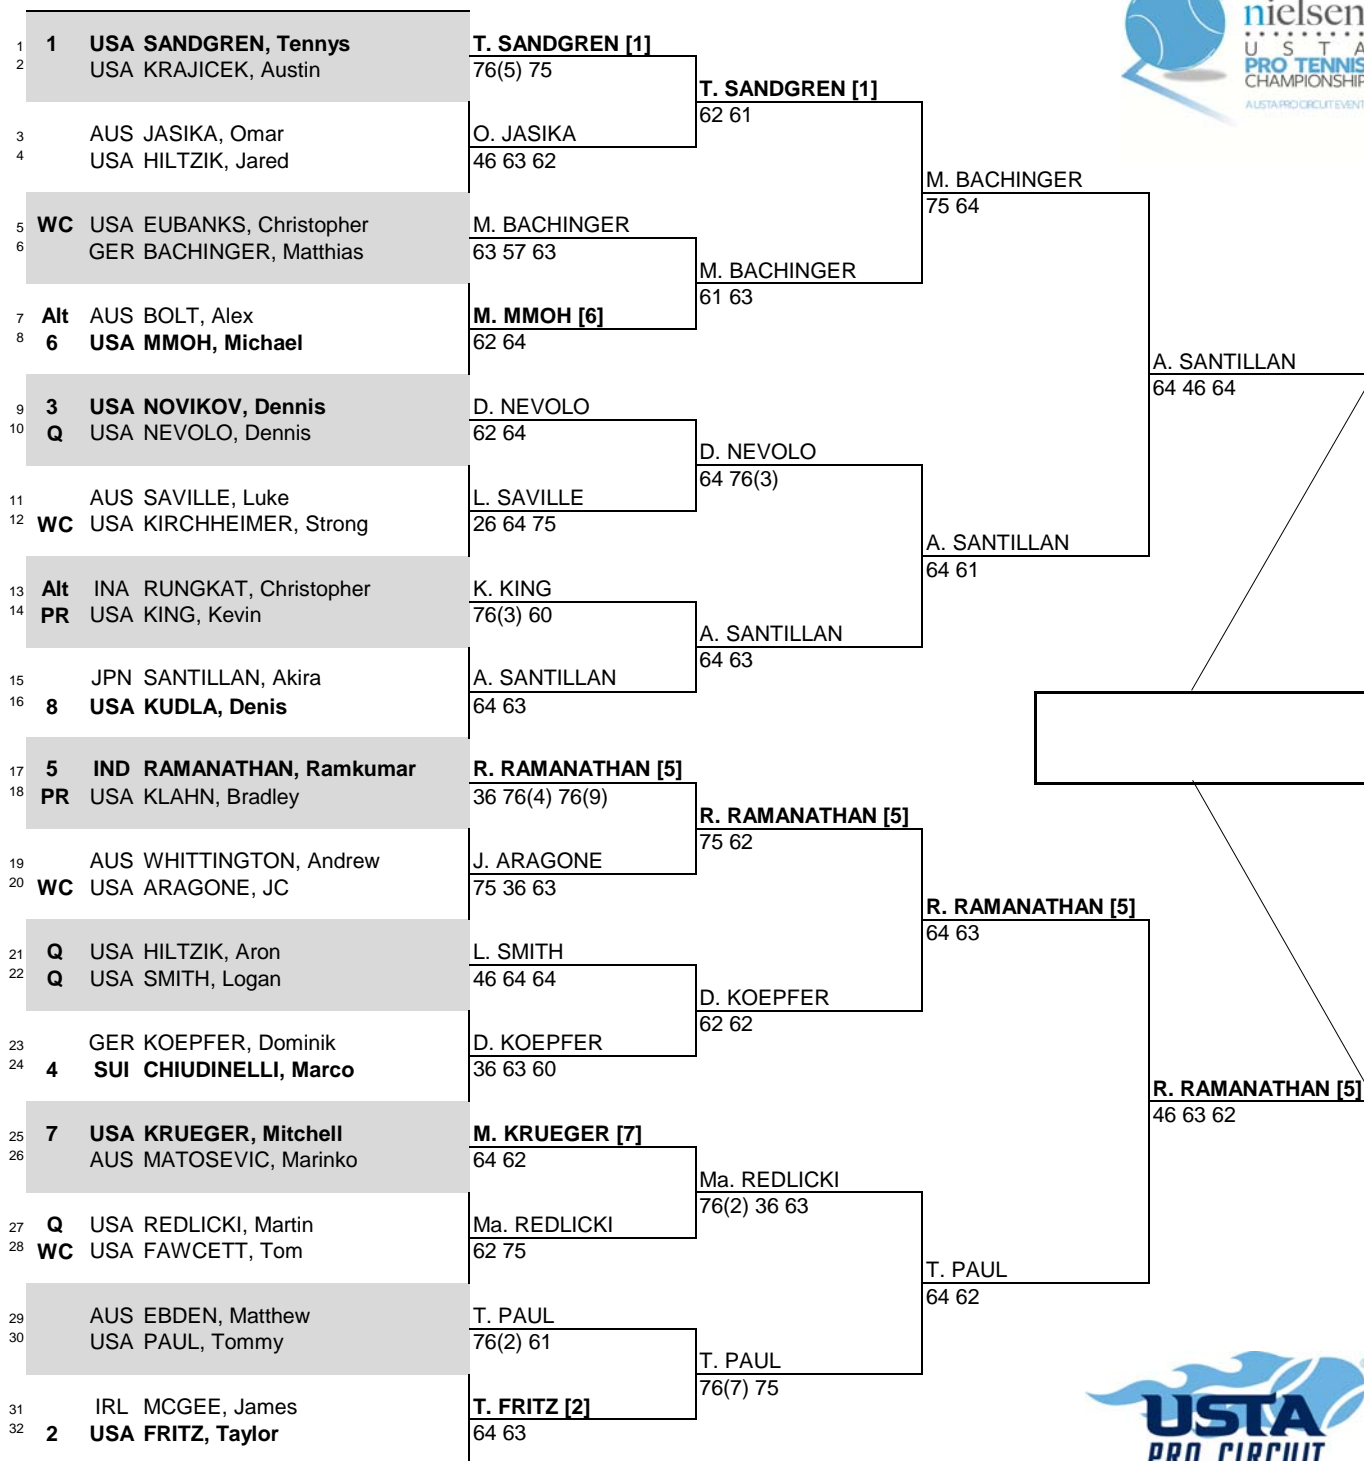 nielsen
U S T A
PRO TENNIS
CHAMPIONSHIP
A USTA PRO CIRCUIT EVENT
1 1 USA SANDGREN, Tennys
2 USA KRAJICEK, Austin
3 AUS JASIKA, Omar
4 USA HILTZIK, Jared
5 WC USA EUBANKS, Christopher
6 GER BACHINGER, Matthias
7 Alt AUS BOLT, Alex
8 6 USA MMOH, Michael
9 3 USA NOVIKOV, Dennis
10 Q USA NEVOLO, Dennis
11 AUS SAVILLE, Luke
12 WC USA KIRCHHEIMER, Strong
13 Alt INA RUNGKAT, Christopher
14 PR USA KING, Kevin
15 JPN SANTILLAN, Akira
16 8 USA KUDLA, Denis
17 5 IND RAMANATHAN, Ramkumar
18 PR USA KLAHN, Bradley
19 AUS WHITTINGTON, Andrew
20 WC USA ARAGONE, JC
21 Q USA HILTZIK, Aron
22 Q USA SMITH, Logan
23 GER KOEPFER, Dominik
24 4 SUI CHIUDINELLI, Marco
25 7 USA KRUEGER, Mitchell
26 AUS MATOSEVIC, Marinko
27 Q USA REDLICKI, Martin
28 WC USA FAWCETT, Tom
29 AUS EBDEN, Matthew
30 USA PAUL, Tommy
31 IRL MCGEE, James
32 2 USA FRITZ, Taylor
T. SANDGREN [1]
76(5) 75
O. JASIKA
46 63 62
M. BACHINGER
63 57 63
M. MMOH [6]
62 64
D. NEVOLO
62 64
L. SAVILLE
26 64 75
K. KING
76(3) 60
A. SANTILLAN
64 63
R. RAMANATHAN [5]
36 76(4) 76(9)
J. ARAGONE
75 36 63
L. SMITH
46 64 64
D. KOEPFER
36 63 60
M. KRUEGER [7]
64 62
Ma. REDLICKI
62 75
T. PAUL
76(2) 61
T. FRITZ [2]
64 63
T. SANDGREN [1]
62 61
M. BACHINGER
61 63
D. NEVOLO
64 76(3)
A. SANTILLAN
64 63
R. RAMANATHAN [5]
75 62
D. KOEPFER
62 62
Ma. REDLICKI
76(2) 36 63
T. PAUL
76(7) 75
M. BACHINGER
75 64
A. SANTILLAN
64 61
R. RAMANATHAN [5]
64 63
T. PAUL
64 62
A. SANTILLAN
64 46 64
R. RAMANATHAN [5]
46 63 62
USTA
PRO CIRCUIT